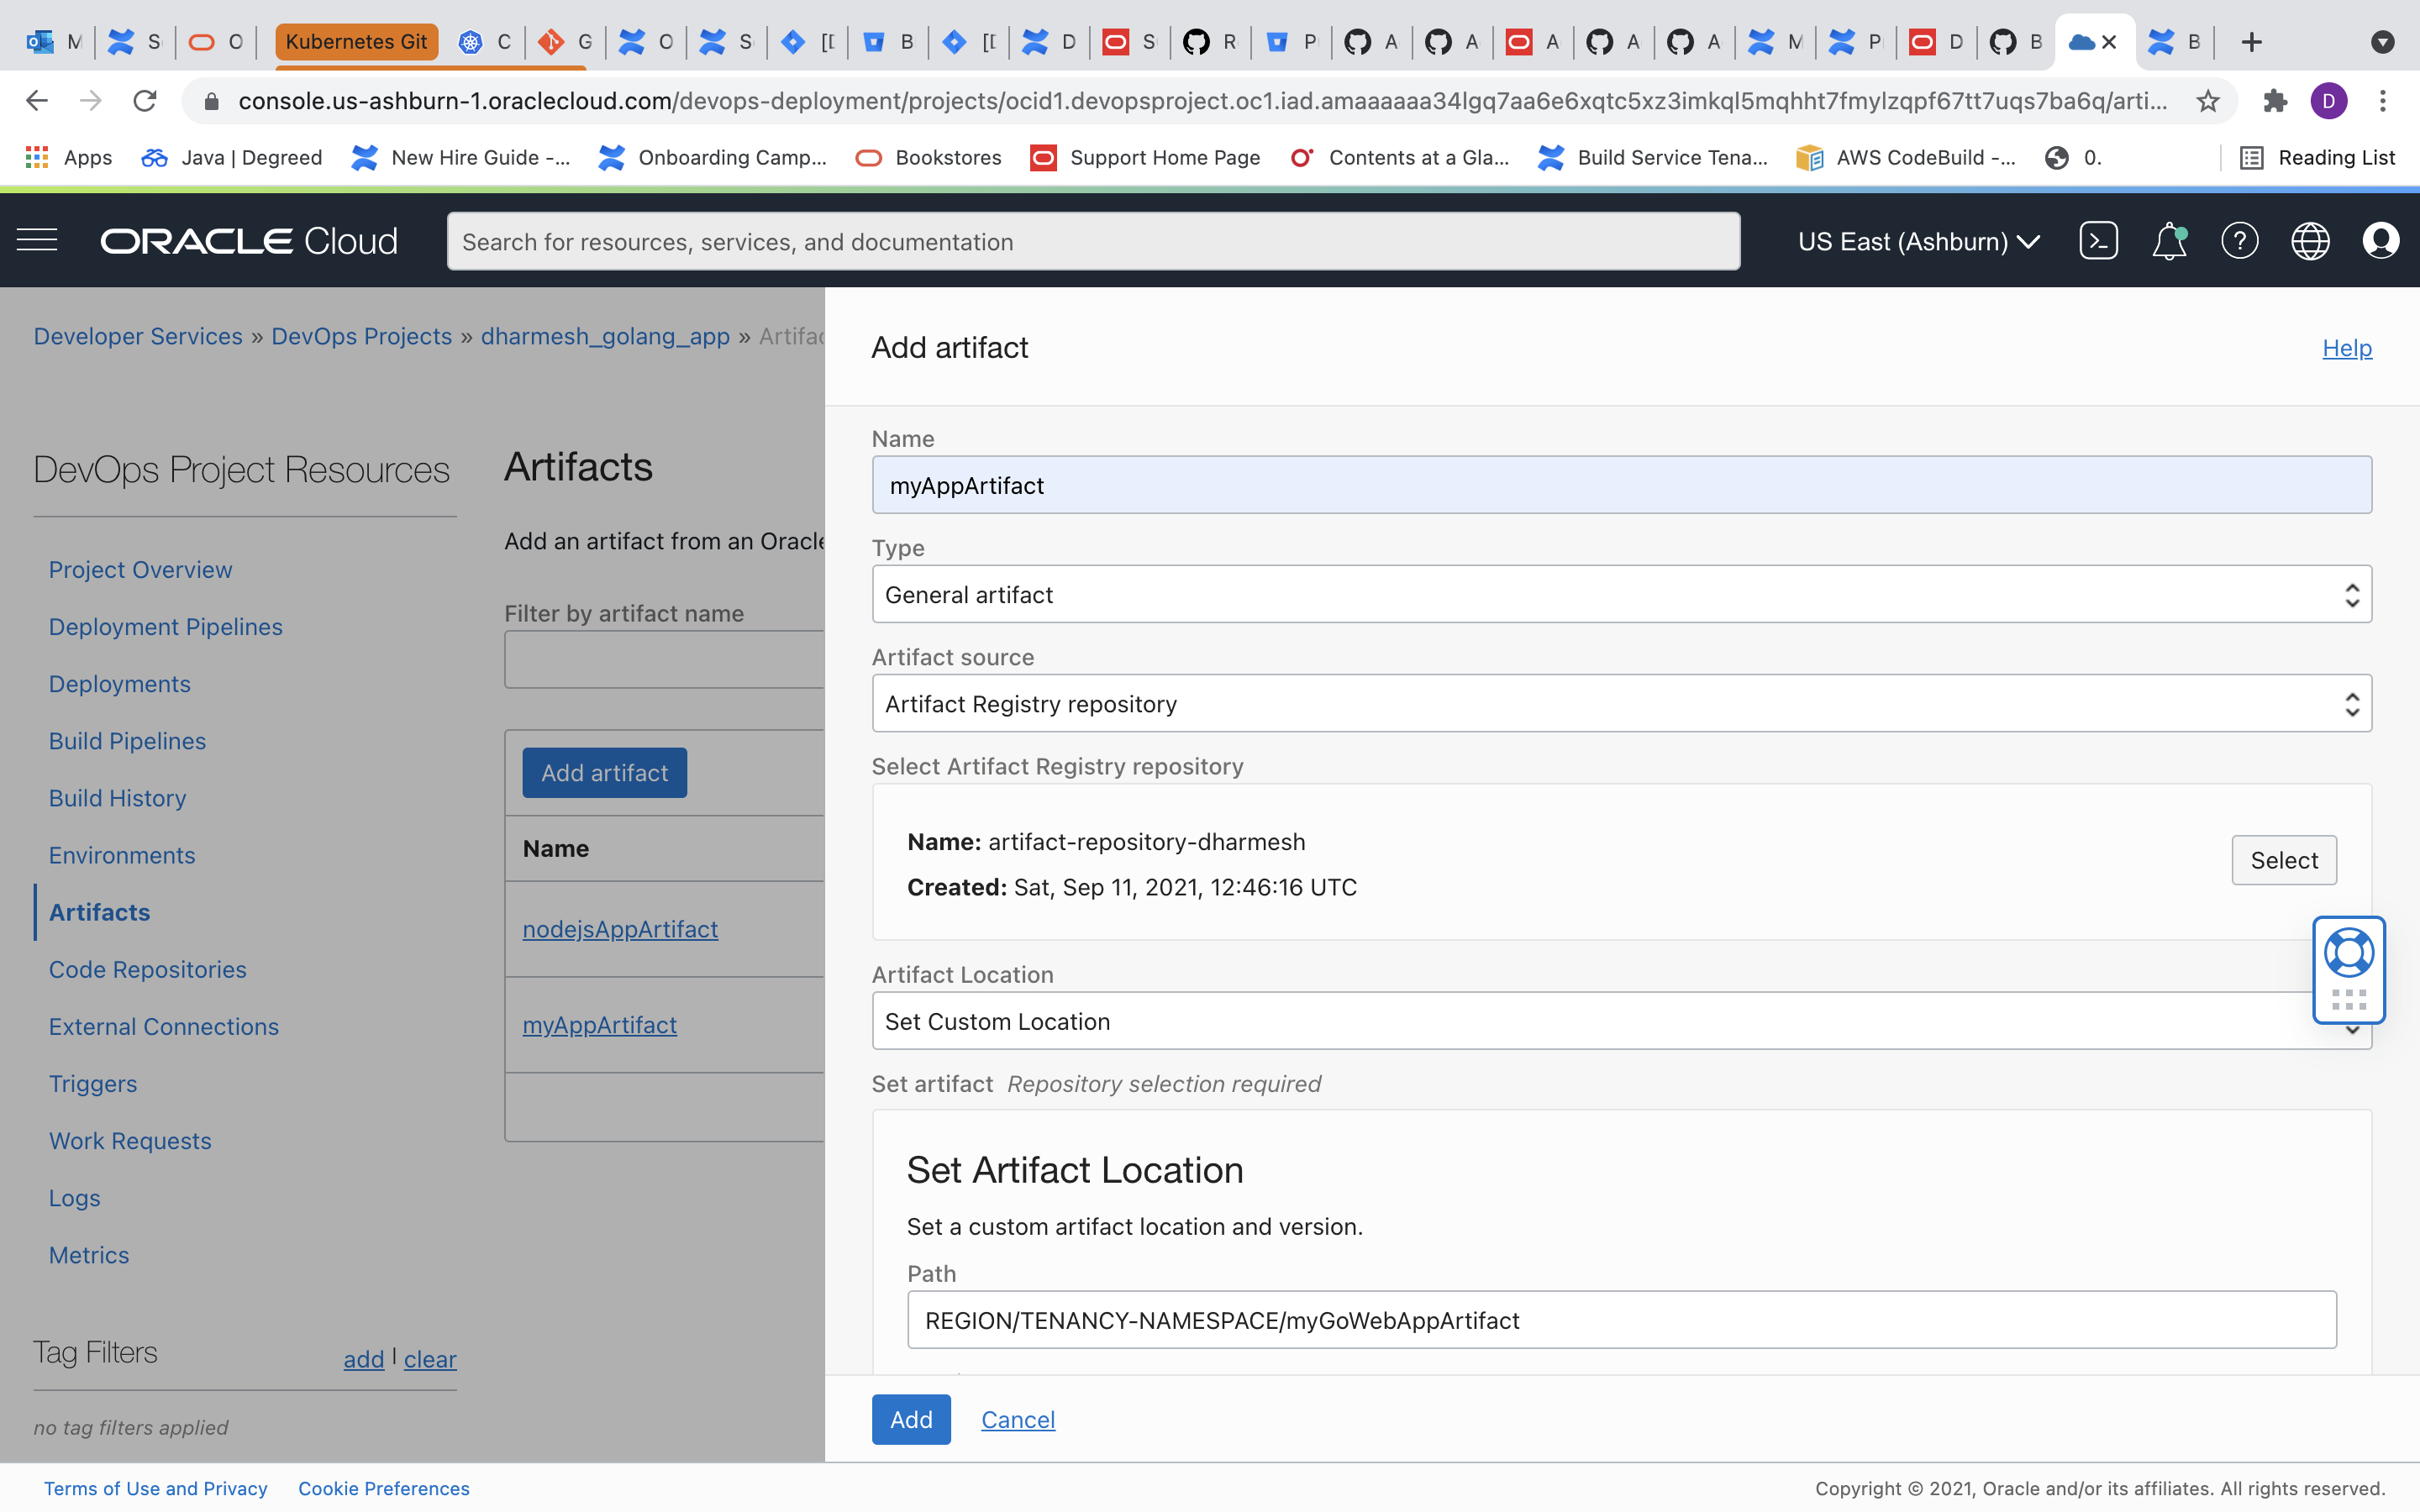 M S O Kubernetes Git C G O S [D B [D D S R P A A A A A M P D B B
console.us-ashburn-1.oraclecloud.com/devops-deployment/projects/ocid1.devopsproject.oc1.iad.amaaaaaa34lgq7aa6e6xqtc5xz3imkql5mqhht7fmylzqpf67tt7uqs7ba6q/arti... D
Apps Java | Degreed New Hire Guide -... Onboarding Camp... Bookstores Support Home Page Contents at a Gla... Build Service Tena... AWS CodeBuild -... 0. Reading List
ORACLE Cloud Search for resources, services, and documentation US East (Ashburn)
Developer Services » DevOps Projects » dharmesh_golang_app » Artifac
DevOps Project Resources
Project Overview
Deployment Pipelines
Deployments
Build Pipelines
Build History
Environments
Artifacts
Code Repositories
External Connections
Triggers
Work Requests
Logs
Metrics
Tag Filters add | clear
no tag filters applied
Artifacts
Add an artifact from an Oracle
Filter by artifact name
Add artifact
Name
nodejsAppArtifact
myAppArtifact
Add artifact Help
Name
myAppArtifact
Type
General artifact
Artifact source
Artifact Registry repository
Select Artifact Registry repository
Name: artifact-repository-dharmesh
Created: Sat, Sep 11, 2021, 12:46:16 UTC
Select
Artifact Location
Set Custom Location
Set artifact Repository selection required
Set Artifact Location
Set a custom artifact location and version.
Path
REGION/TENANCY-NAMESPACE/myGoWebAppArtifact
Add Cancel
Terms of Use and Privacy Cookie Preferences Copyright © 2021, Oracle and/or its affiliates. All rights reserved.